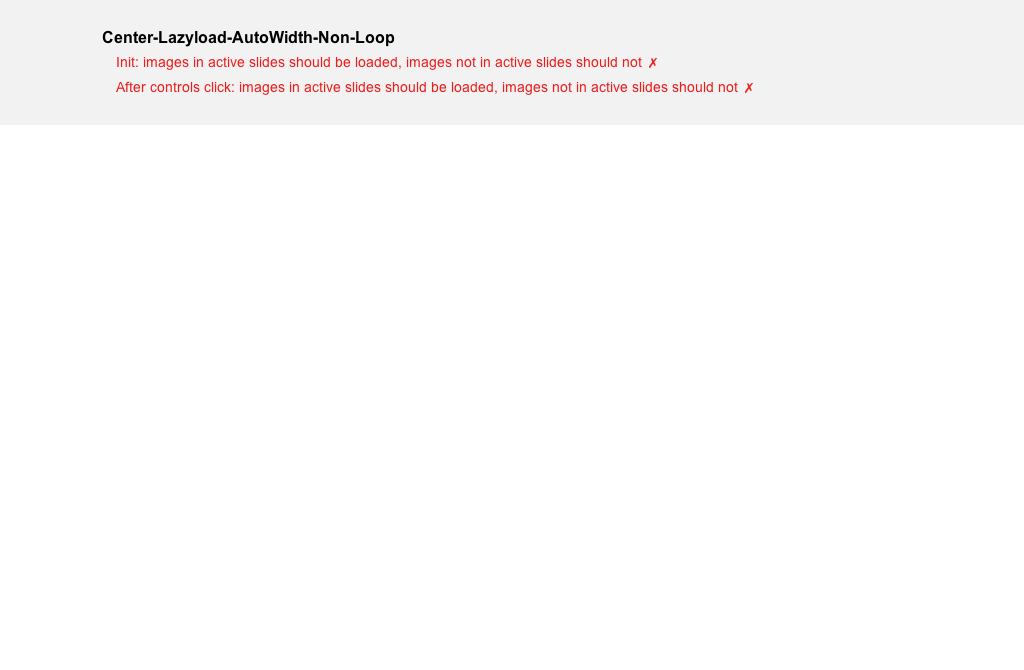 Center-Lazyload-AutoWidth-Non-Loop
Init: images in active slides should be loaded, images not in active slides should not ✗
After controls click: images in active slides should be loaded, images not in active slides should not ✗